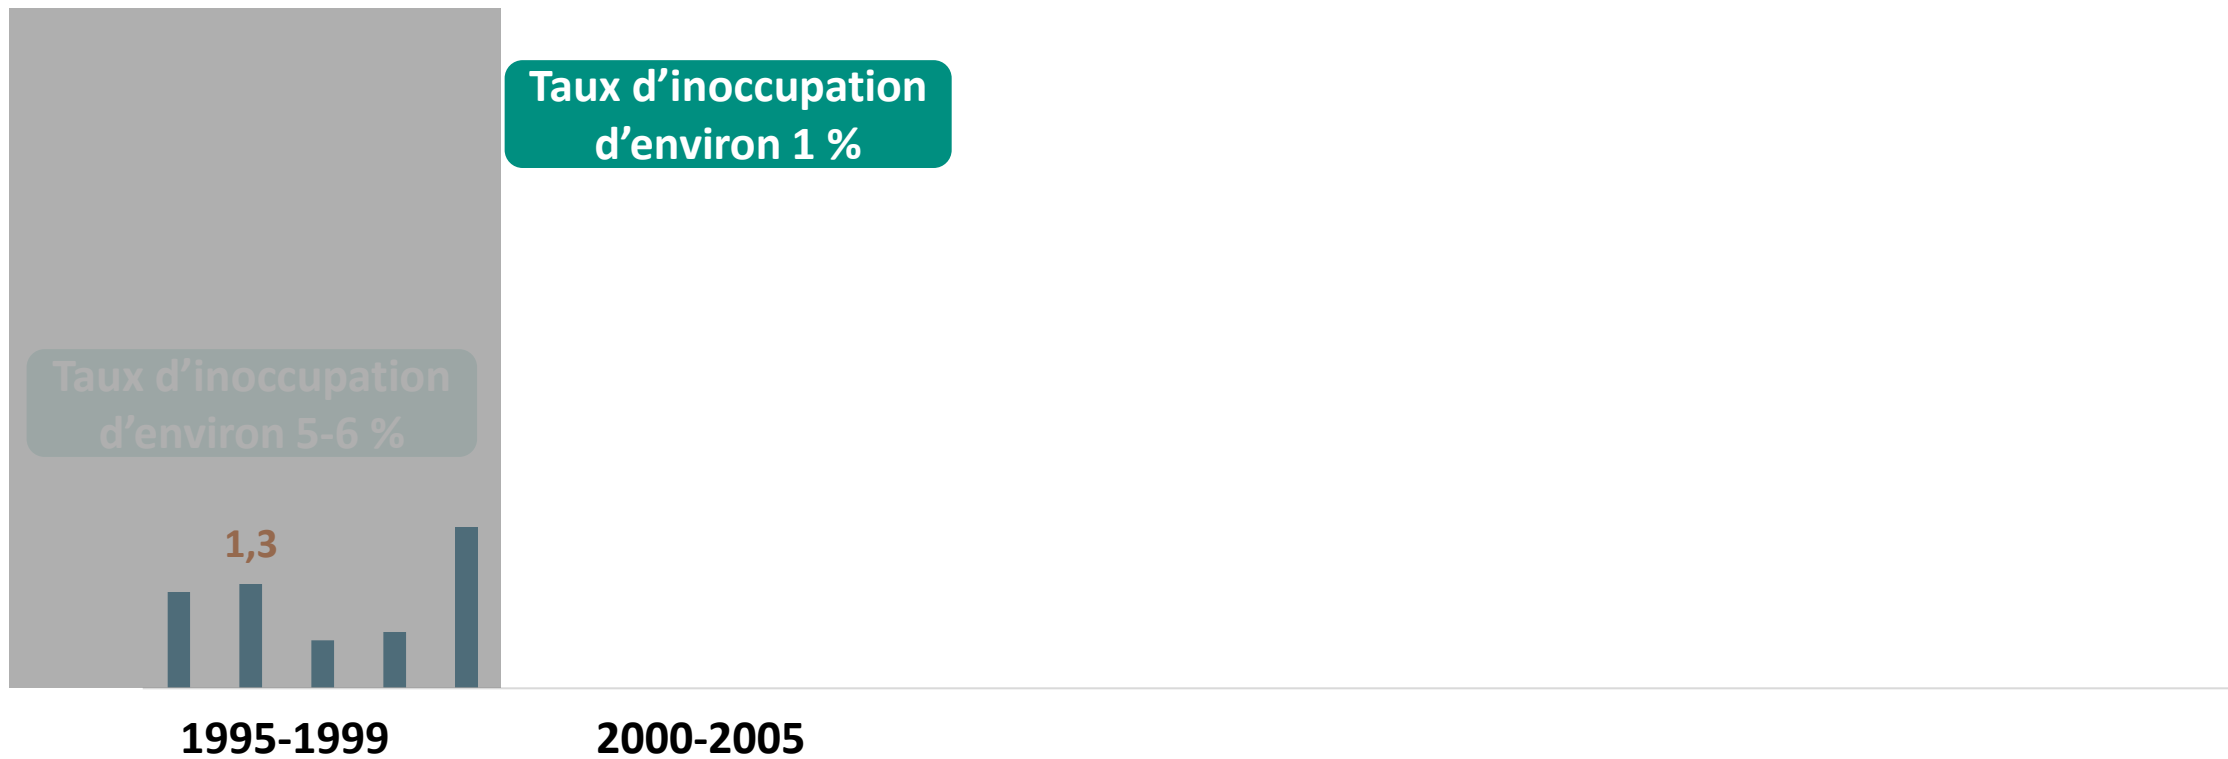 Taux d’inoccupation
d’environ 1 %
Taux d’inoccupation
d’environ 5-6 %
1,3
1995-1999
2000-2005